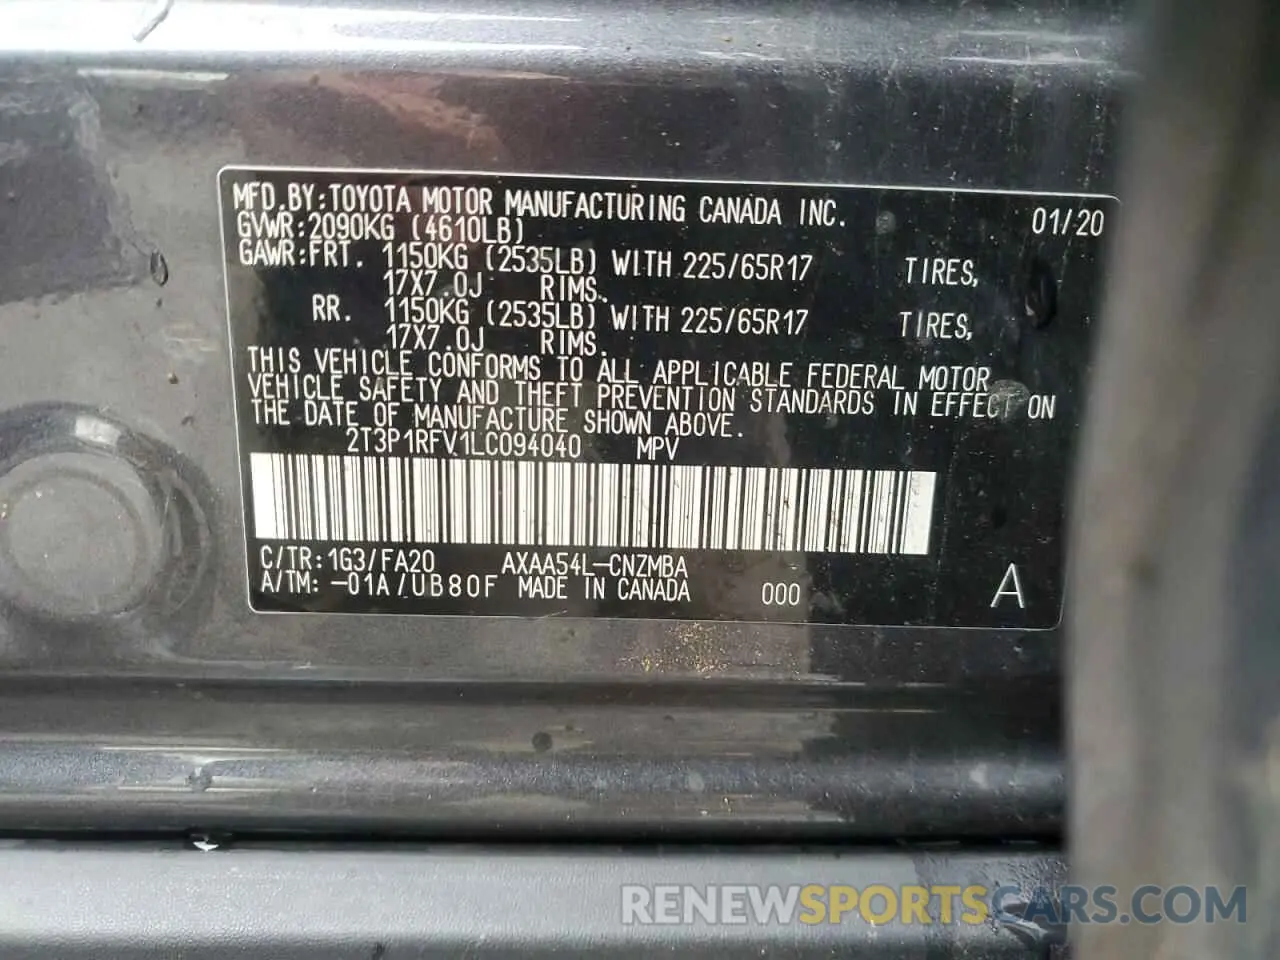 MFD.BY:TOYOTA MOTOR MANUFACTURING CANADA INC. 01/20
GVWR:2090KG (4610LB)
GAWR:FRT. 1150KG (2535LB) WITH 225/65R17 TIRES,
17X7.0J RIMS.
RR. 1150KG (2535LB) WITH 225/65R17 TIRES,
17X7.0J RIMS.
THIS VEHICLE CONFORMS TO ALL APPLICABLE FEDERAL MOTOR
VEHICLE SAFETY AND THEFT PREVENTION STANDARDS IN EFFECT ON
THE DATE OF MANUFACTURE SHOWN ABOVE.
2T3P1RFV1LC094040 MPV
C/TR:1G3/FA20 AXAA54L-CNZMBA
A/TM:-01A/UB80F MADE IN CANADA 000 A
RENEWSPORTSCARS.COM